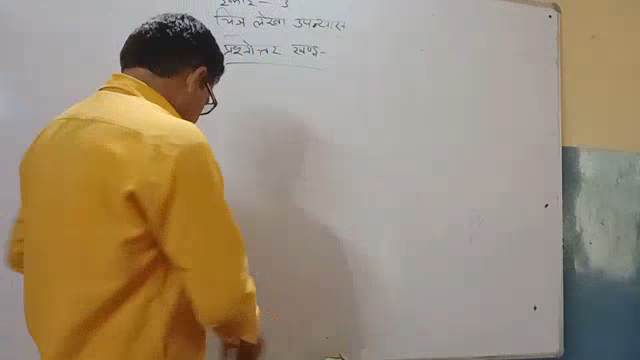 इकाई - 3
चित्र लेखा उपन्यास
प्रश्नोत्तर खण्ड-